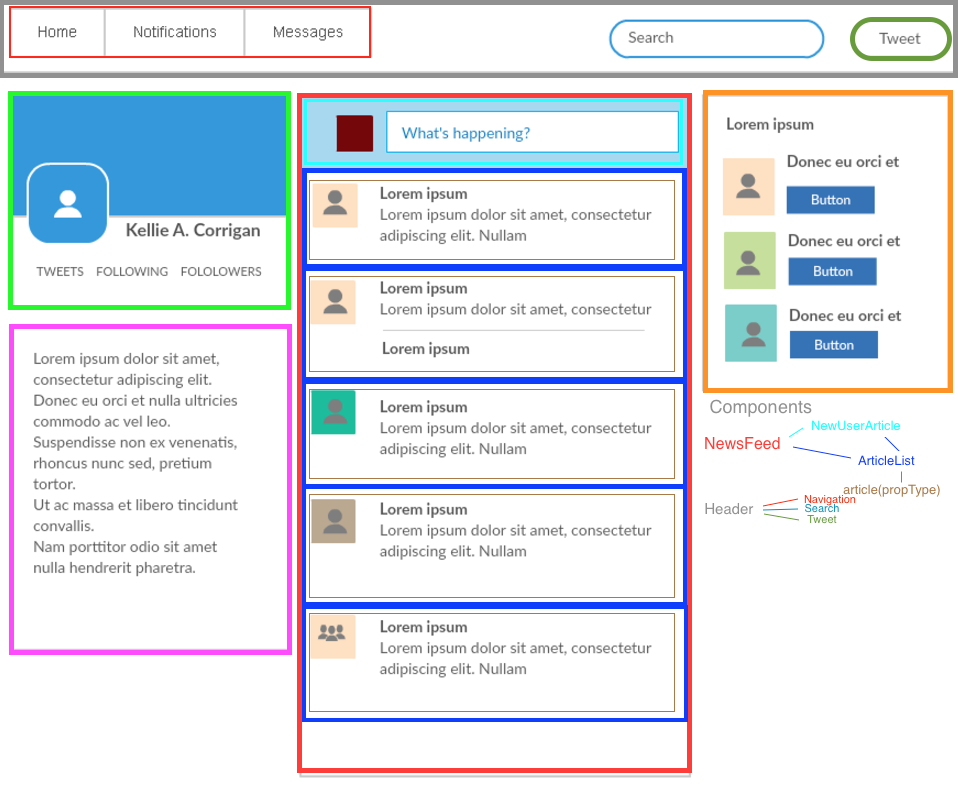 Home Notifications Messages Search Tweet
Kellie A. Corrigan
TWEETS FOLLOWING FOLOLOWERS
Lorem ipsum dolor sit amet,
consectetur adipiscing elit.
Donec eu orci et nulla ultricies
commodo ac vel leo.
Suspendisse non ex venenatis,
rhoncus nunc sed, pretium
tortor.
Ut ac massa et libero tincidunt
convallis.
Nam porttitor odio sit amet
nulla hendrerit pharetra.
What's happening?
Lorem ipsum
Lorem ipsum dolor sit amet, consectetur
adipiscing elit. Nullam
Lorem ipsum
Lorem ipsum dolor sit amet, consectetur
Lorem ipsum
Lorem ipsum
Lorem ipsum dolor sit amet, consectetur
adipiscing elit. Nullam
Lorem ipsum
Lorem ipsum dolor sit amet, consectetur
adipiscing elit. Nullam
Lorem ipsum
Lorem ipsum dolor sit amet, consectetur
adipiscing elit. Nullam
Lorem ipsum
Donec eu orci et
Button
Donec eu orci et
Button
Donec eu orci et
Button
Components
NewUserArticle
NewsFeed
ArticleList
article(propType)
Header
Navigation
Search
Tweet